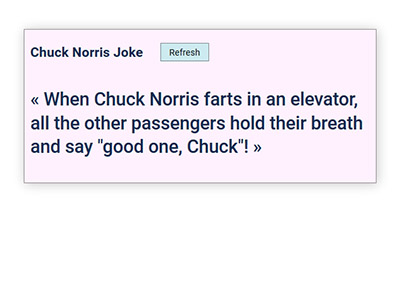 Chuck Norris Joke Refresh
« When Chuck Norris farts in an elevator,
all the other passengers hold their breath
and say "good one, Chuck"! »